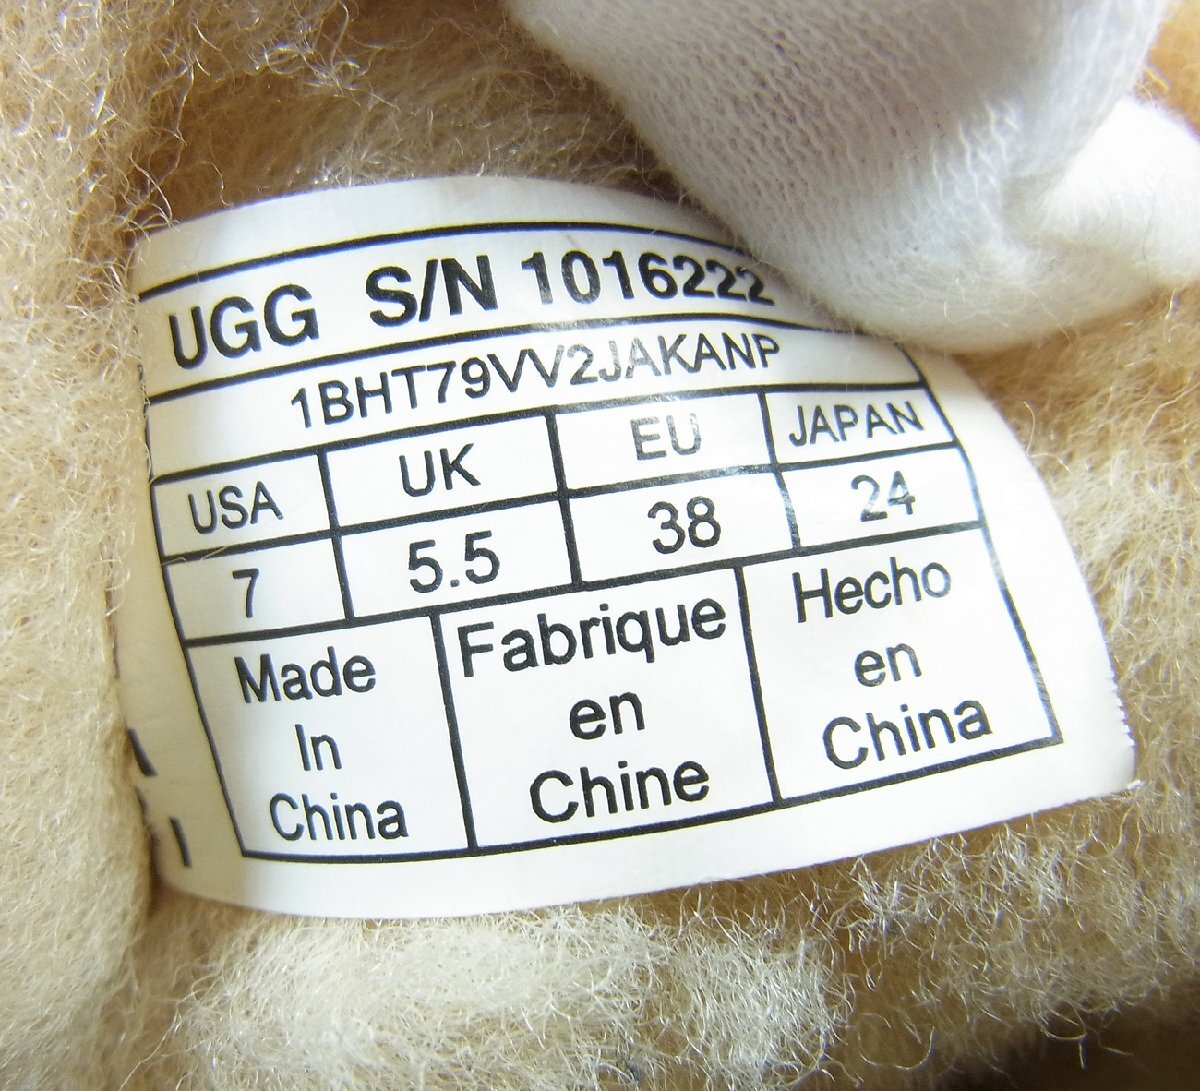 UGG S/N 1016222
1BHT79VV2JAKANP
USA UK EU JAPAN
7 5.5 38 24
Made
In
China
Fabrique
en
Chine
Hecho
en
China